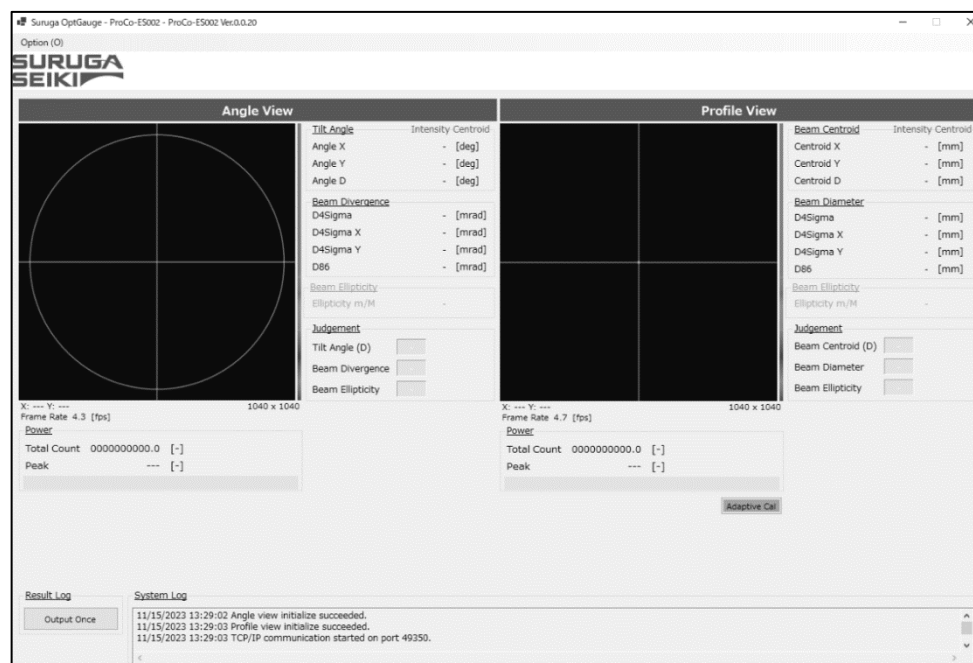 Suruga OptGauge - ProCo-E5002 - ProCo-E5002 Ver.0.0.20
Option (O)
SURUGA
SEIKI
Angle View
Tilt Angle Intensity Centroid
Angle X - [deg]
Angle Y - [deg]
Angle D - [deg]
Beam Divergence
D4Sigma - [mrad]
D4Sigma X - [mrad]
D4Sigma Y - [mrad]
D86 - [mrad]
Beam Ellipticity
Ellipticity m/M -
Judgement
Tilt Angle (D) -
Beam Divergence -
Beam Ellipticity -
X: --- Y: --- 1040 x 1040
Frame Rate 4.3 [fps]
Power
Total Count 0000000000.0 [-]
Peak --- [-]
Profile View
Beam Centroid Intensity Centroid
Centroid X - [mm]
Centroid Y - [mm]
Centroid D - [mm]
Beam Diameter
D4Sigma - [mm]
D4Sigma X - [mm]
D4Sigma Y - [mm]
D86 - [mm]
Beam Ellipticity
Ellipticity m/M -
Judgement
Beam Centroid (D) -
Beam Diameter -
Beam Ellipticity -
X: --- Y: --- 1040 x 1040
Frame Rate 4.7 [fps]
Power
Total Count 0000000000.0 [-]
Peak --- [-]
Adaptive Cal
Result Log
Output Once
System Log
11/15/2023 13:29:02 Angle view initialize succeeded.
11/15/2023 13:29:03 Profile view initialize succeeded.
11/15/2023 13:29:03 TCP/IP communication started on port 49350.